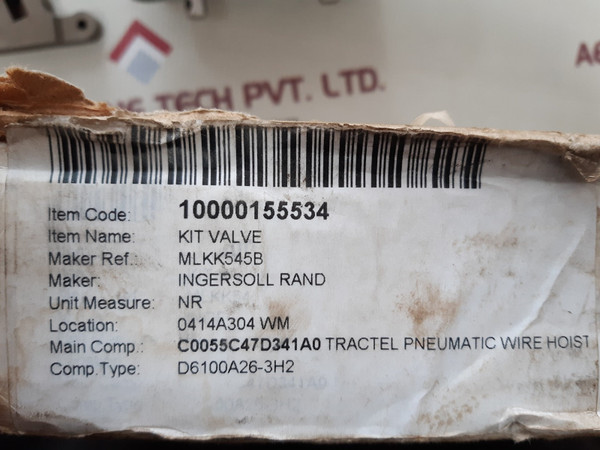 TECH PVT. LTD.
Item Code: 10000155534
Item Name: KIT VALVE
Maker Ref.: MLKK545B
Maker: INGERSOLL RAND
Unit Measure: NR
Location: 0414A304 WM
Main Comp.: C0055C47D341A0 TRACTEL PNEUMATIC WIRE HOIST
Comp.Type: D6100A26-3H2